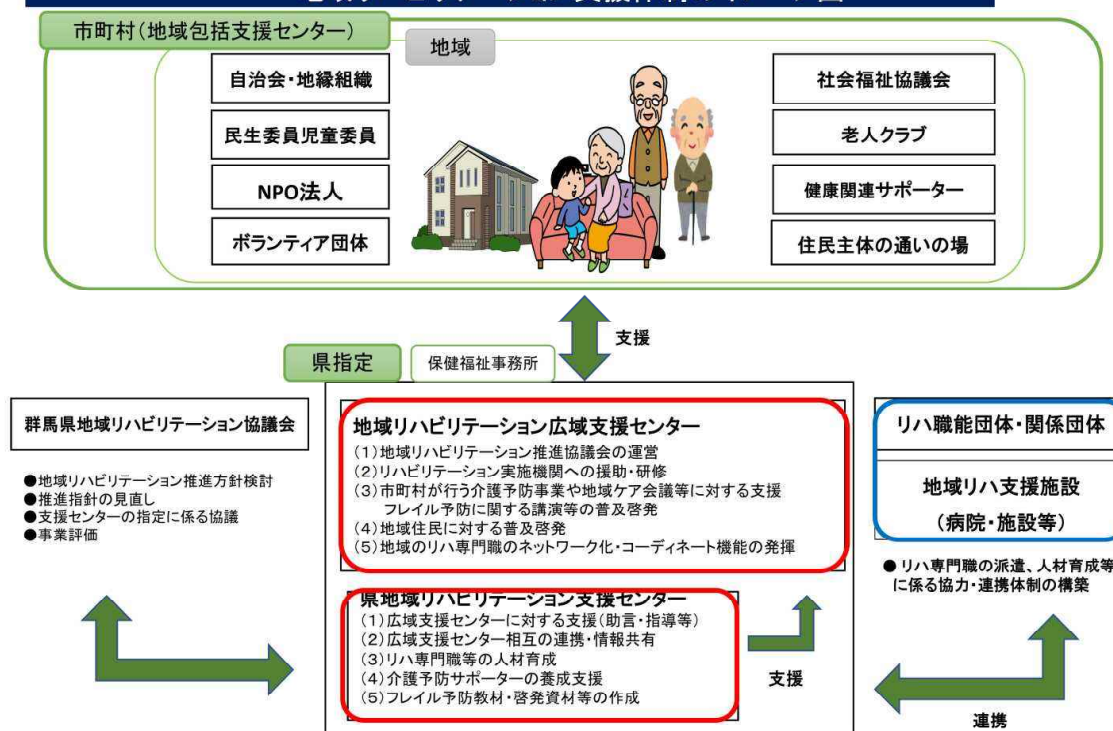 市町村(地域包括支援センター)
地域
自治会・地縁組織
民生委員児童委員
NPO法人
ボランティア団体
社会福祉協議会
老人クラブ
健康関連サポーター
住民主体の通いの場
支援
県指定
保健福祉事務所
群馬県地域リハビリテーション協議会
●地域リハビリテーション推進方針検討
●推進指針の見直し
●支援センターの指定に係る協議
●事業評価
地域リハビリテーション広域支援センター
(1)地域リハビリテーション推進協議会の運営
(2)リハビリテーション実施機関への援助・研修
(3)市町村が行う介護予防事業や地域ケア会議等に対する支援
フレイル予防に関する講演等の普及啓発
(4)地域住民に対する普及啓発
(5)地域のリハ専門職のネットワーク化・コーディネート機能の発揮
県地域リハビリテーション支援センター
(1)広域支援センターに対する支援(助言・指導等)
(2)広域支援センター相互の連携・情報共有
(3)リハ専門職等の人材育成
(4)介護予防サポーターの養成支援
(5)フレイル予防教材・啓発資材等の作成
支援
リハ職能団体・関係団体
地域リハ支援施設
(病院・施設等)
● リハ専門職の派遣、人材育成等
に係る協力・連携体制の構築
連携